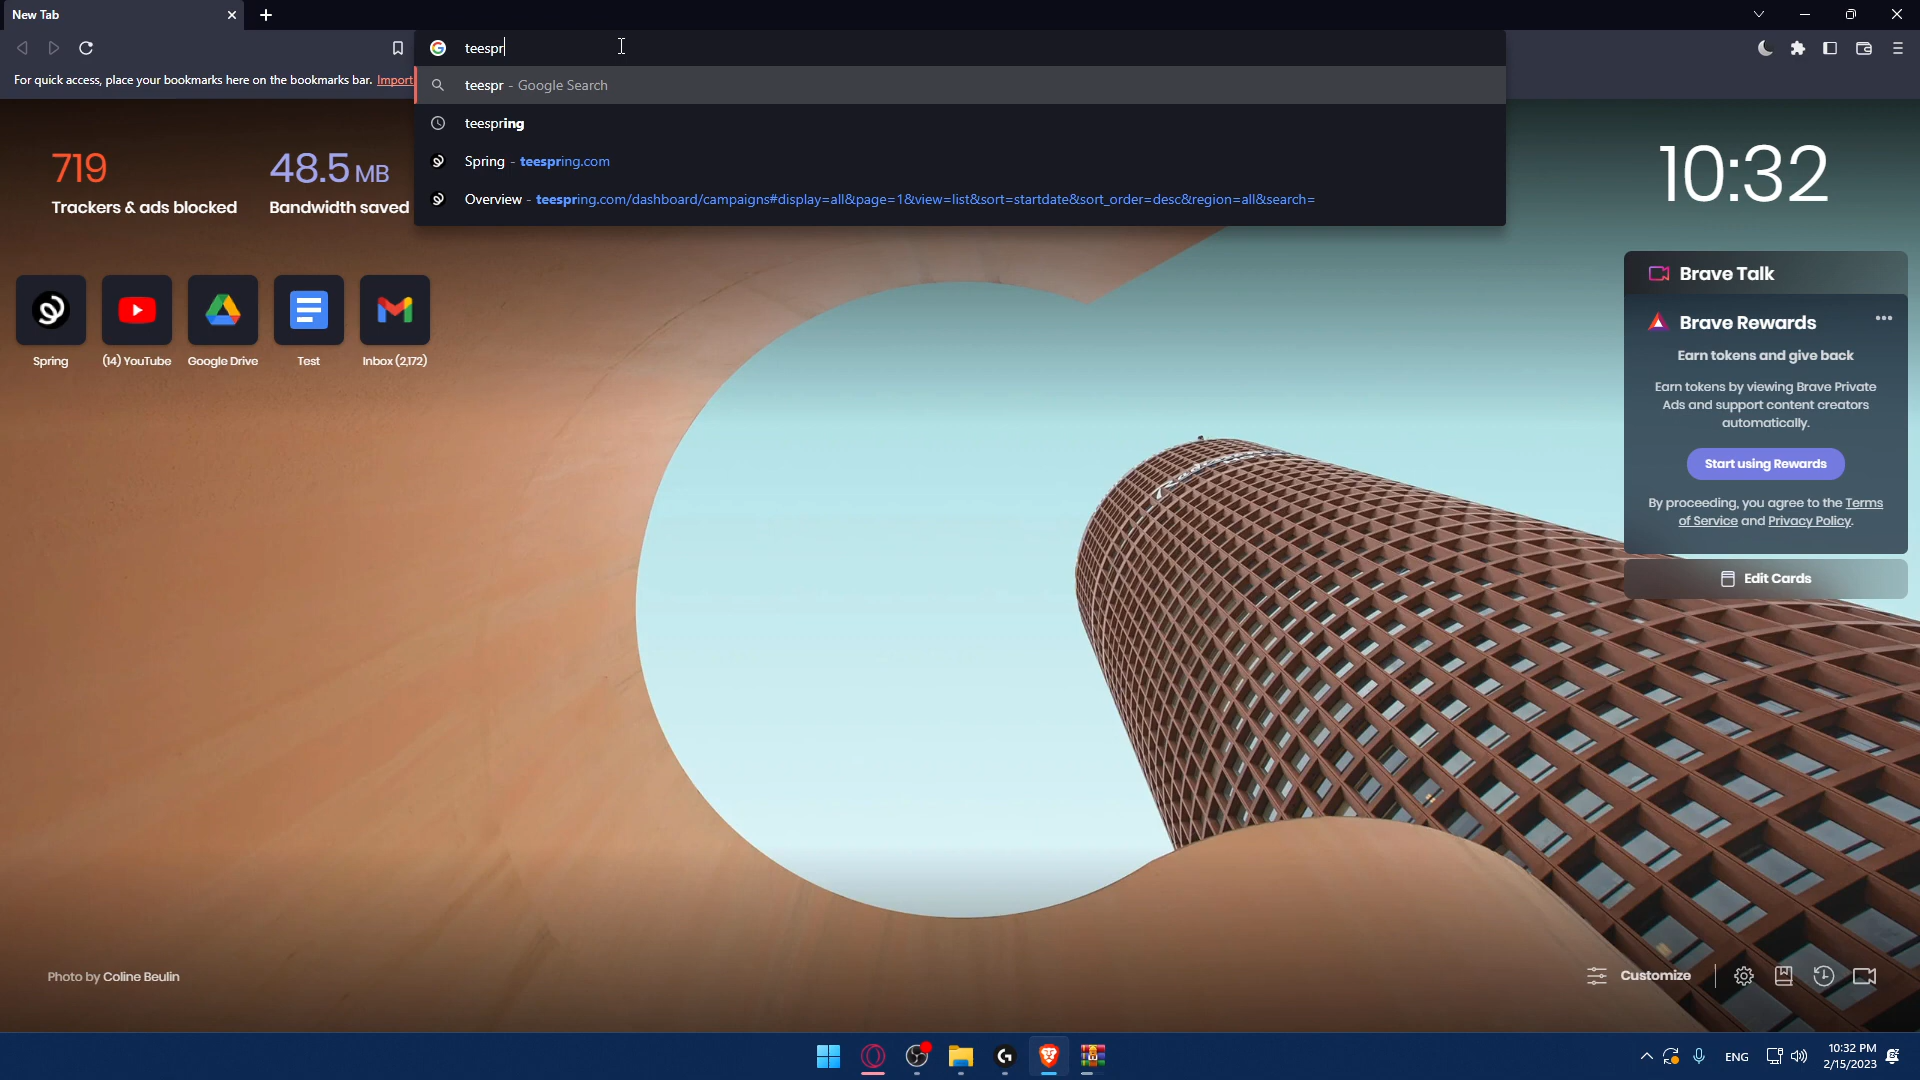 New Tab
teespr
For quick access, place your bookmarks here on the bookmarks bar. Import
teespr - Google Search
teespring
Spring - teespring.com
Overview - teespring.com/dashboard/campaigns#display=all&page=1&view=list&sort=startdate&sort_order=desc&region=all&search=
719
Trackers & ads blocked
48.5 MB
Bandwidth saved
10:32
Spring
(14) YouTube
Google Drive
Test
Inbox (2,172)
Brave Talk
Brave Rewards
Earn tokens and give back
Earn tokens by viewing Brave Private
Ads and support content creators
automatically.
Start using Rewards
By proceeding, you agree to the Terms
of Service and Privacy Policy.
Edit Cards
Photo by Coline Beulin
Customize
ENG
10:32 PM
2/15/2023